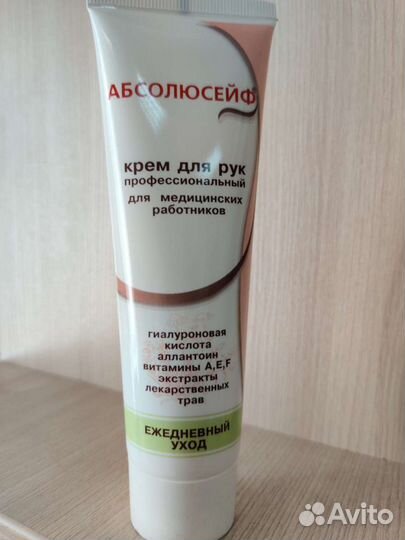 АБСОЛЮСЕЙФ®
крем для рук
профессиональный
для медицинских
работников
гиалуроновая
кислота
аллантоин
витамины A,E,F
экстракты
лекарственных
трав
ЕЖЕДНЕВНЫЙ
УХОД
Avito